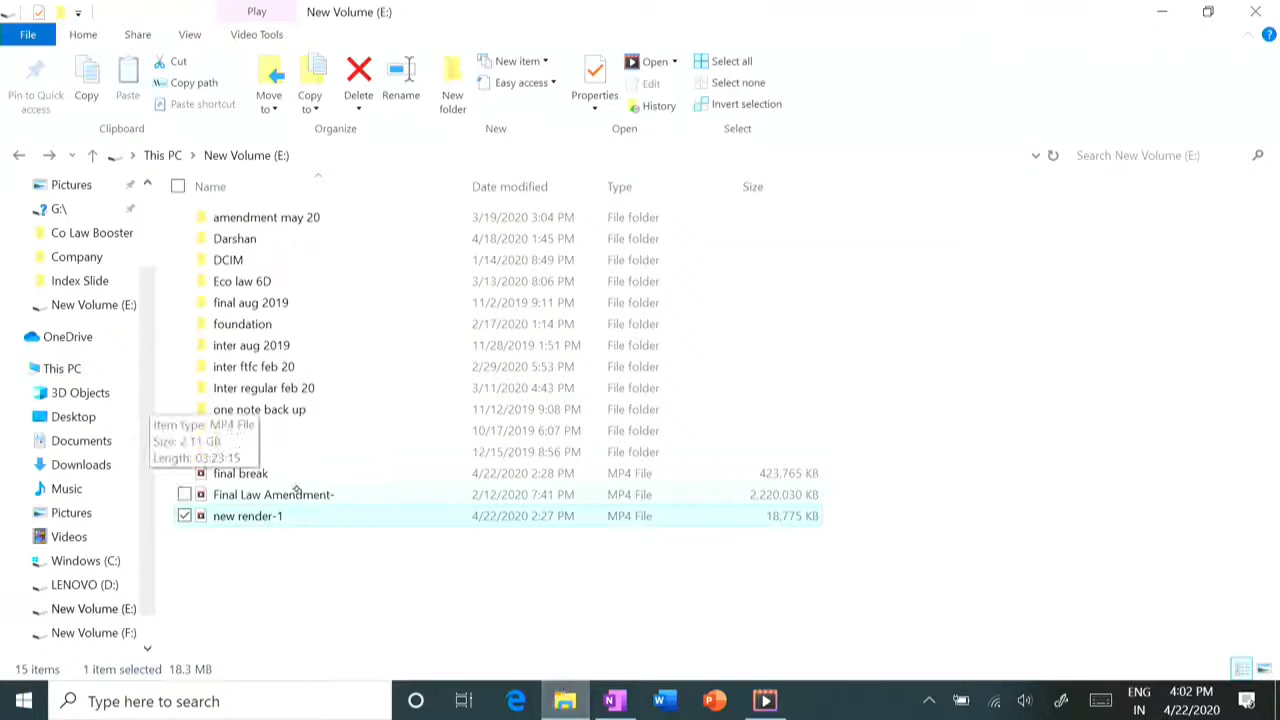 Play
New Volume (E:)
File
Home
Share
View
Video Tools
Pin to Quick access
Copy
Paste
Cut
Copy path
Paste shortcut
Clipboard
Move to
Copy to
Delete
Rename
Organize
New folder
New item
Easy access
New
Properties
Open
Edit
History
Open
Select all
Select none
Invert selection
Select
This PC > New Volume (E:)
Search New Volume (E:)
Pictures
G:\
Co Law Booster
Company
Index Slide
New Volume (E:)
OneDrive
This PC
3D Objects
Desktop
Documents
Downloads
Music
Pictures
Videos
Windows (C:)
LENOVO (D:)
New Volume (E:)
New Volume (F:)
Name Date modified Type Size
amendment may 20 3/19/2020 3:04 PM File folder
Darshan 4/18/2020 1:45 PM File folder
DCIM 1/14/2020 8:49 PM File folder
Eco law 6D 3/13/2020 8:06 PM File folder
final aug 2019 11/2/2019 9:11 PM File folder
foundation 2/17/2020 1:14 PM File folder
inter aug 2019 11/28/2019 1:51 PM File folder
inter ftfc feb 20 2/29/2020 5:53 PM File folder
Inter regular feb 20 3/11/2020 4:43 PM File folder
one note back up 11/12/2019 9:08 PM File folder
10/17/2019 6:07 PM File folder
12/15/2019 8:56 PM File folder
final break 4/22/2020 2:28 PM MP4 File 423,765 KB
Final Law Amendment- 2/12/2020 7:41 PM MP4 File 2,220,030 KB
new render-1 4/22/2020 2:27 PM MP4 File 18,775 KB
Item type: MP4 File
Size: 2.11 GB
Length: 03:23:15
15 items 1 item selected 18.3 MB
Type here to search
ENG
IN
4:02 PM
4/22/2020